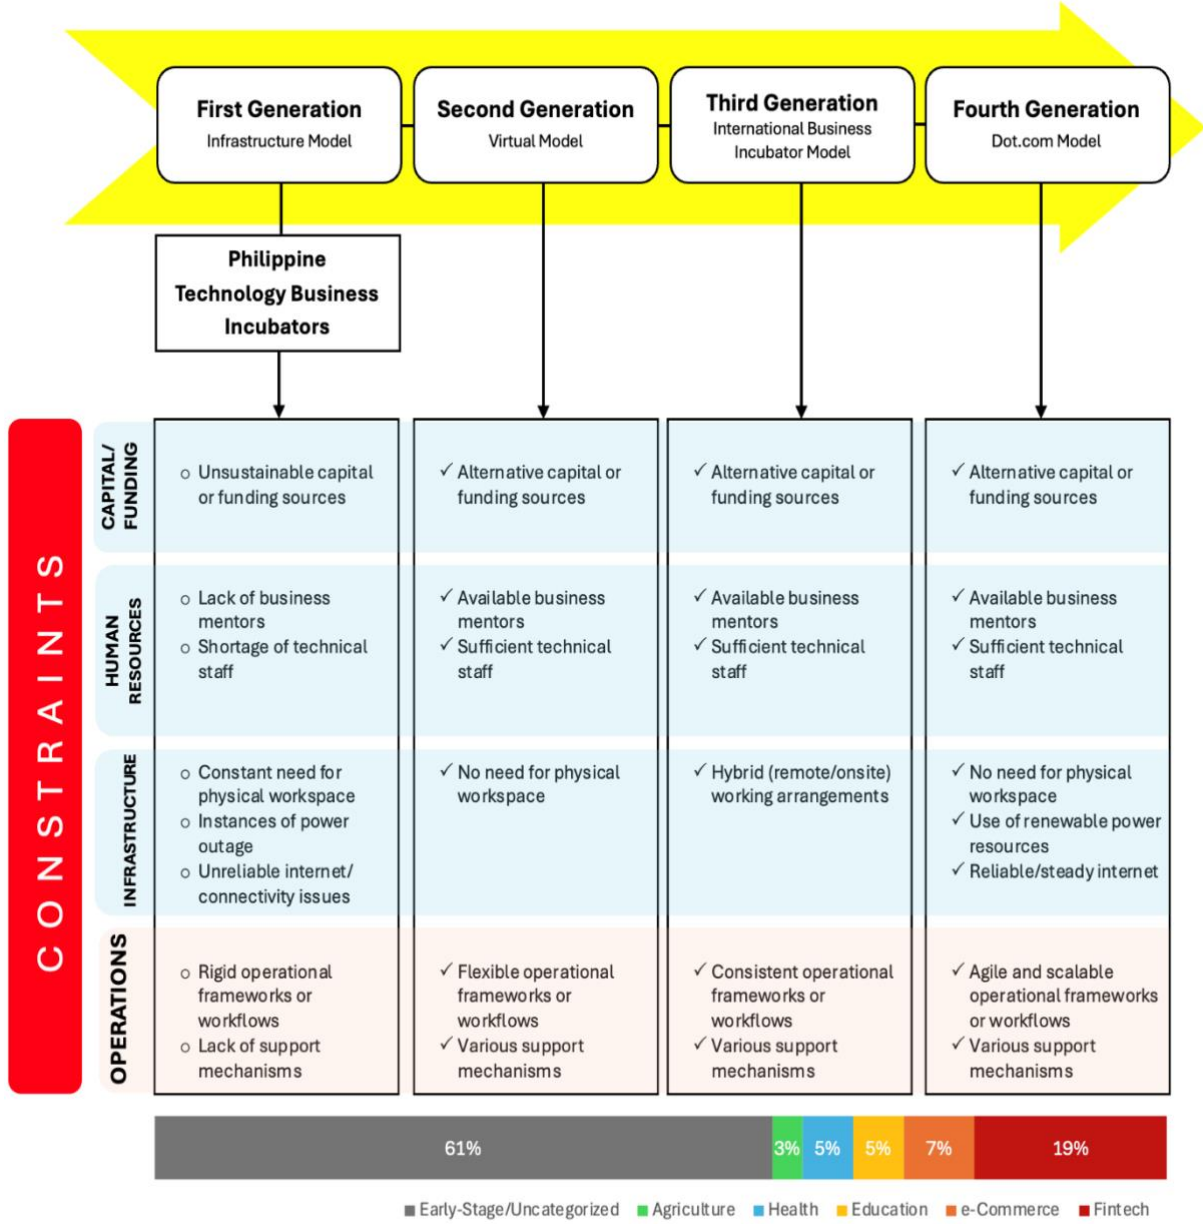 First Generation
Infrastructure Model
Second Generation
Virtual Model
Third Generation
International Business
Incubator Model
Fourth Generation
Dot.com Model
Philippine
Technology Business
Incubators
CONSTRAINTS
CAPITAL/
FUNDING
○ Unsustainable capital
or funding sources
✓ Alternative capital or
funding sources
✓ Alternative capital or
funding sources
✓ Alternative capital or
funding sources
HUMAN
RESOURCES
○ Lack of business
mentors
○ Shortage of technical
staff
✓ Available business
mentors
✓ Sufficient technical
staff
✓ Available business
mentors
✓ Sufficient technical
staff
✓ Available business
mentors
✓ Sufficient technical
staff
INFRASTRUCTURE
○ Constant need for
physical workspace
○ Instances of power
outage
○ Unreliable internet/
connectivity issues
✓ No need for physical
workspace
✓ Hybrid (remote/onsite)
working arrangements
✓ No need for physical
workspace
✓ Use of renewable power
resources
✓ Reliable/steady internet
OPERATIONS
○ Rigid operational
frameworks or
workflows
○ Lack of support
mechanisms
✓ Flexible operational
frameworks or
workflows
✓ Various support
mechanisms
✓ Consistent operational
frameworks or
workflows
✓ Various support
mechanisms
✓ Agile and scalable
operational frameworks
or workflows
✓ Various support
mechanisms
61% 3% 5% 5% 7% 19%
Early-Stage/Uncategorized Agriculture Health Education e-Commerce Fintech